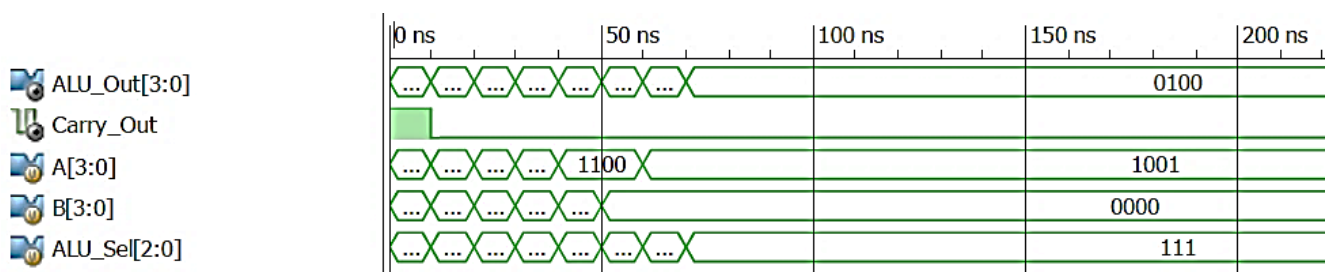 0 ns 50 ns 100 ns 150 ns 200 ns
ALU_Out[3:0] ... ... ... ... ... ... ... 0100
Carry_Out
A[3:0] ... ... ... ... 1100 1001
B[3:0] ... ... ... ... ... 0000
ALU_Sel[2:0] ... ... ... ... ... ... ... 111